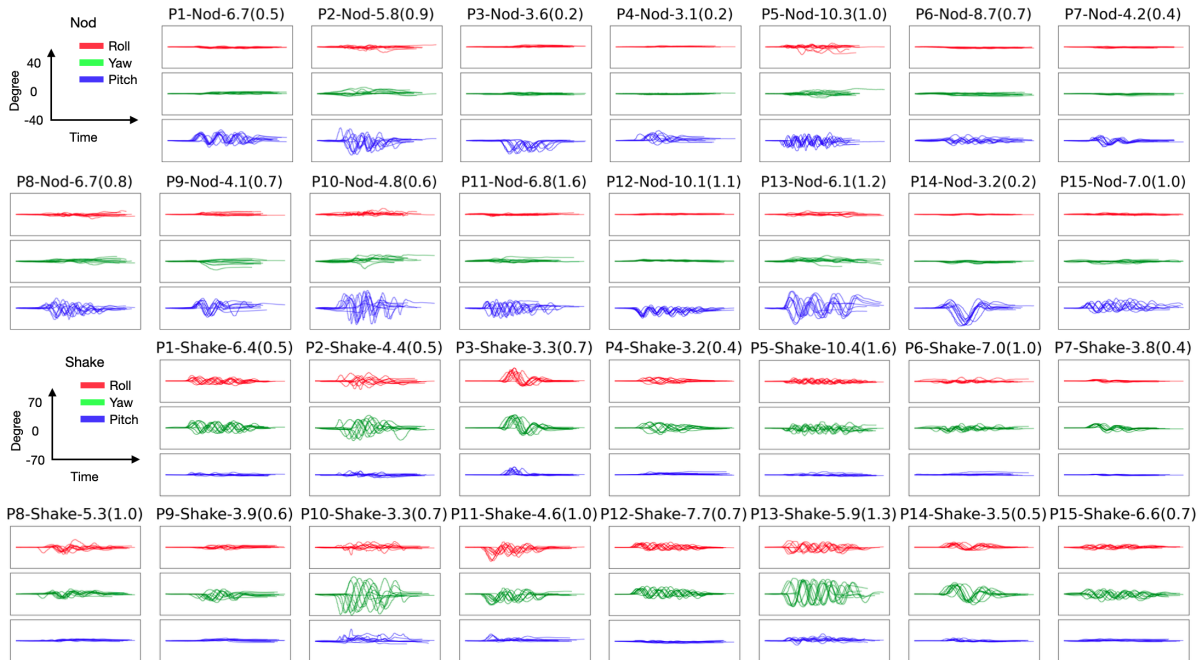 Nod
Roll
Yaw
Pitch
40
0
-40
Degree
Time
P1-Nod-6.7(0.5)
P2-Nod-5.8(0.9)
P3-Nod-3.6(0.2)
P4-Nod-3.1(0.2)
P5-Nod-10.3(1.0)
P6-Nod-8.7(0.7)
P7-Nod-4.2(0.4)
P8-Nod-6.7(0.8)
P9-Nod-4.1(0.7)
P10-Nod-4.8(0.6)
P11-Nod-6.8(1.6)
P12-Nod-10.1(1.1)
P13-Nod-6.1(1.2)
P14-Nod-3.2(0.2)
P15-Nod-7.0(1.0)
Shake
Roll
Yaw
Pitch
70
0
-70
Degree
Time
P1-Shake-6.4(0.5)
P2-Shake-4.4(0.5)
P3-Shake-3.3(0.7)
P4-Shake-3.2(0.4)
P5-Shake-10.4(1.6)
P6-Shake-7.0(1.0)
P7-Shake-3.8(0.4)
P8-Shake-5.3(1.0)
P9-Shake-3.9(0.6)
P10-Shake-3.3(0.7)
P11-Shake-4.6(1.0)
P12-Shake-7.7(0.7)
P13-Shake-5.9(1.3)
P14-Shake-3.5(0.5)
P15-Shake-6.6(0.7)